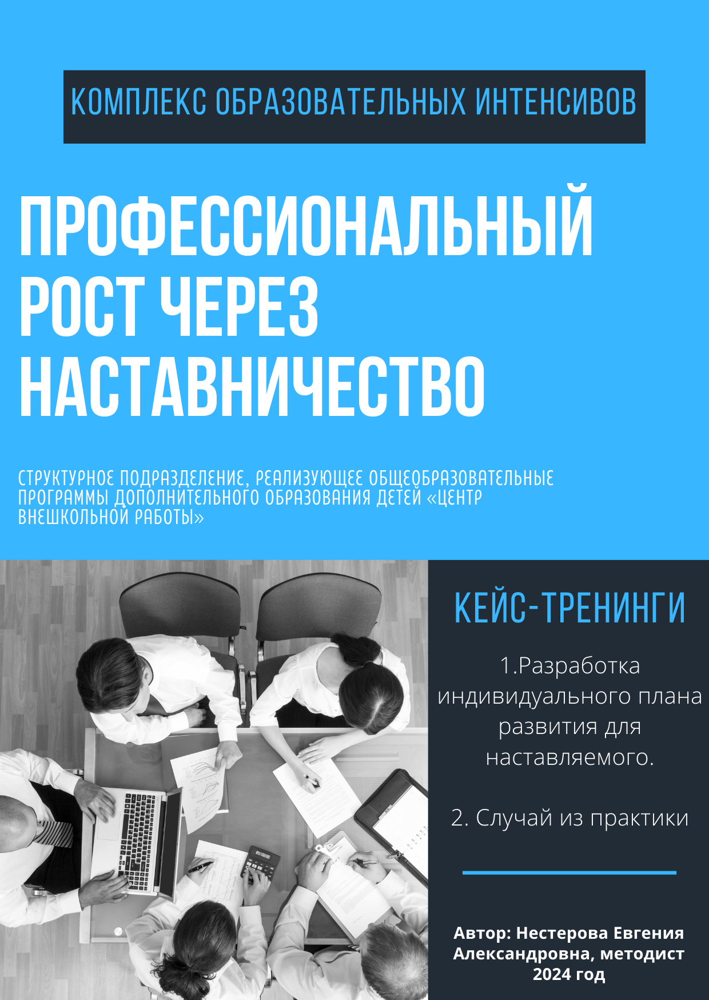 КОМПЛЕКС ОБРАЗОВАТЕЛЬНЫХ ИНТЕНСИВОВ
ПРОФЕССИОНАЛЬНЫЙ
РОСТ ЧЕРЕЗ
НАСТАВНИЧЕСТВО
СТРУКТУРНОЕ ПОДРАЗДЕЛЕНИЕ, РЕАЛИЗУЮЩЕЕ ОБЩЕОБРАЗОВАТЕЛЬНЫЕ
ПРОГРАММЫ ДОПОЛНИТЕЛЬНОГО ОБРАЗОВАНИЯ ДЕТЕЙ «ЦЕНТР
ВНЕШКОЛЬНОЙ РАБОТЫ»
КЕЙС-ТРЕНИНГИ
1.Разработка
индивидуального плана
развития для
наставляемого.
2. Случай из практики
Автор: Нестерова Евгения
Александровна, методист
2024 год